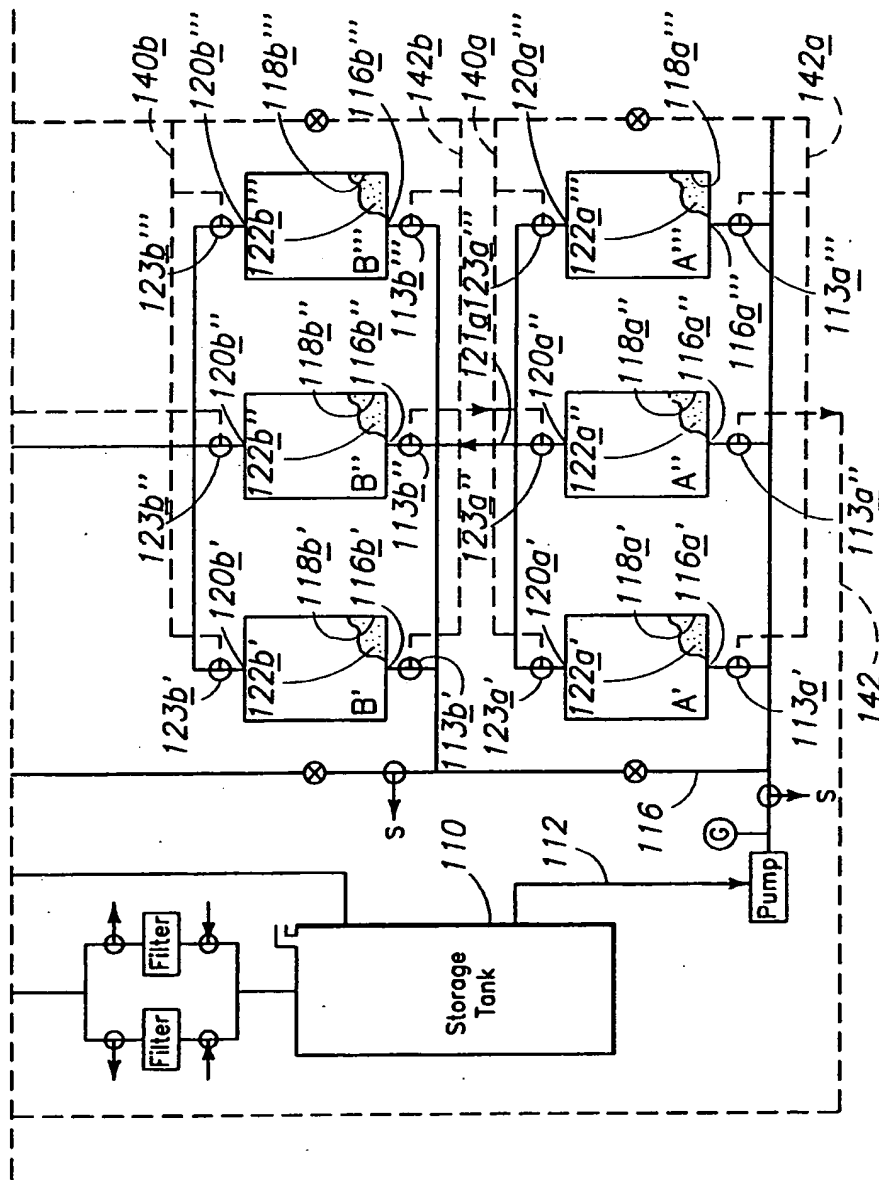 140b
120b'''
118b'''
116b'''
142b
140a
120a'''
118a'''
142a
123b'''
122b'''
B'''
113b'''
121a
123a'''
122a'''
A'''
116a'''
113a'''
123b''
120b''
122b''
118b''
116b''
B''
113b''
123a''
120a''
122a''
118a''
116a''
A''
113a''
123b'
120b'
122b'
118b'
116b'
B'
113b'
123a'
120a'
122a'
118a'
116a'
A'
113a'
142
S
S
116
G
110
112
Pump
Filter
Filter
Storage
Tank